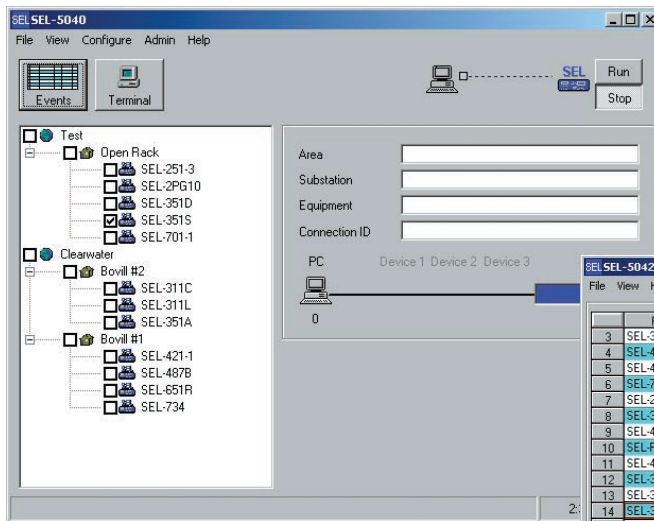 SEL SEL-5040
File View Configure Admin Help
Events
Terminal
SEL
Run
Stop
Test
Open Rack
SEL-251-3
SEL-2PG10
SEL-351D
SEL-351S
SEL-701-1
Clearwater
Bovill #2
SEL-311C
SEL-311L
SEL-351A
Bovill #1
SEL-421-1
SEL-487B
SEL-651R
SEL-734
Area
Substation
Equipment
Connection ID
PC Device 1 Device 2 Device 3
0
SEL SEL-5042
File View
3
4
5
6
7
8
9
10
11
12
13
14